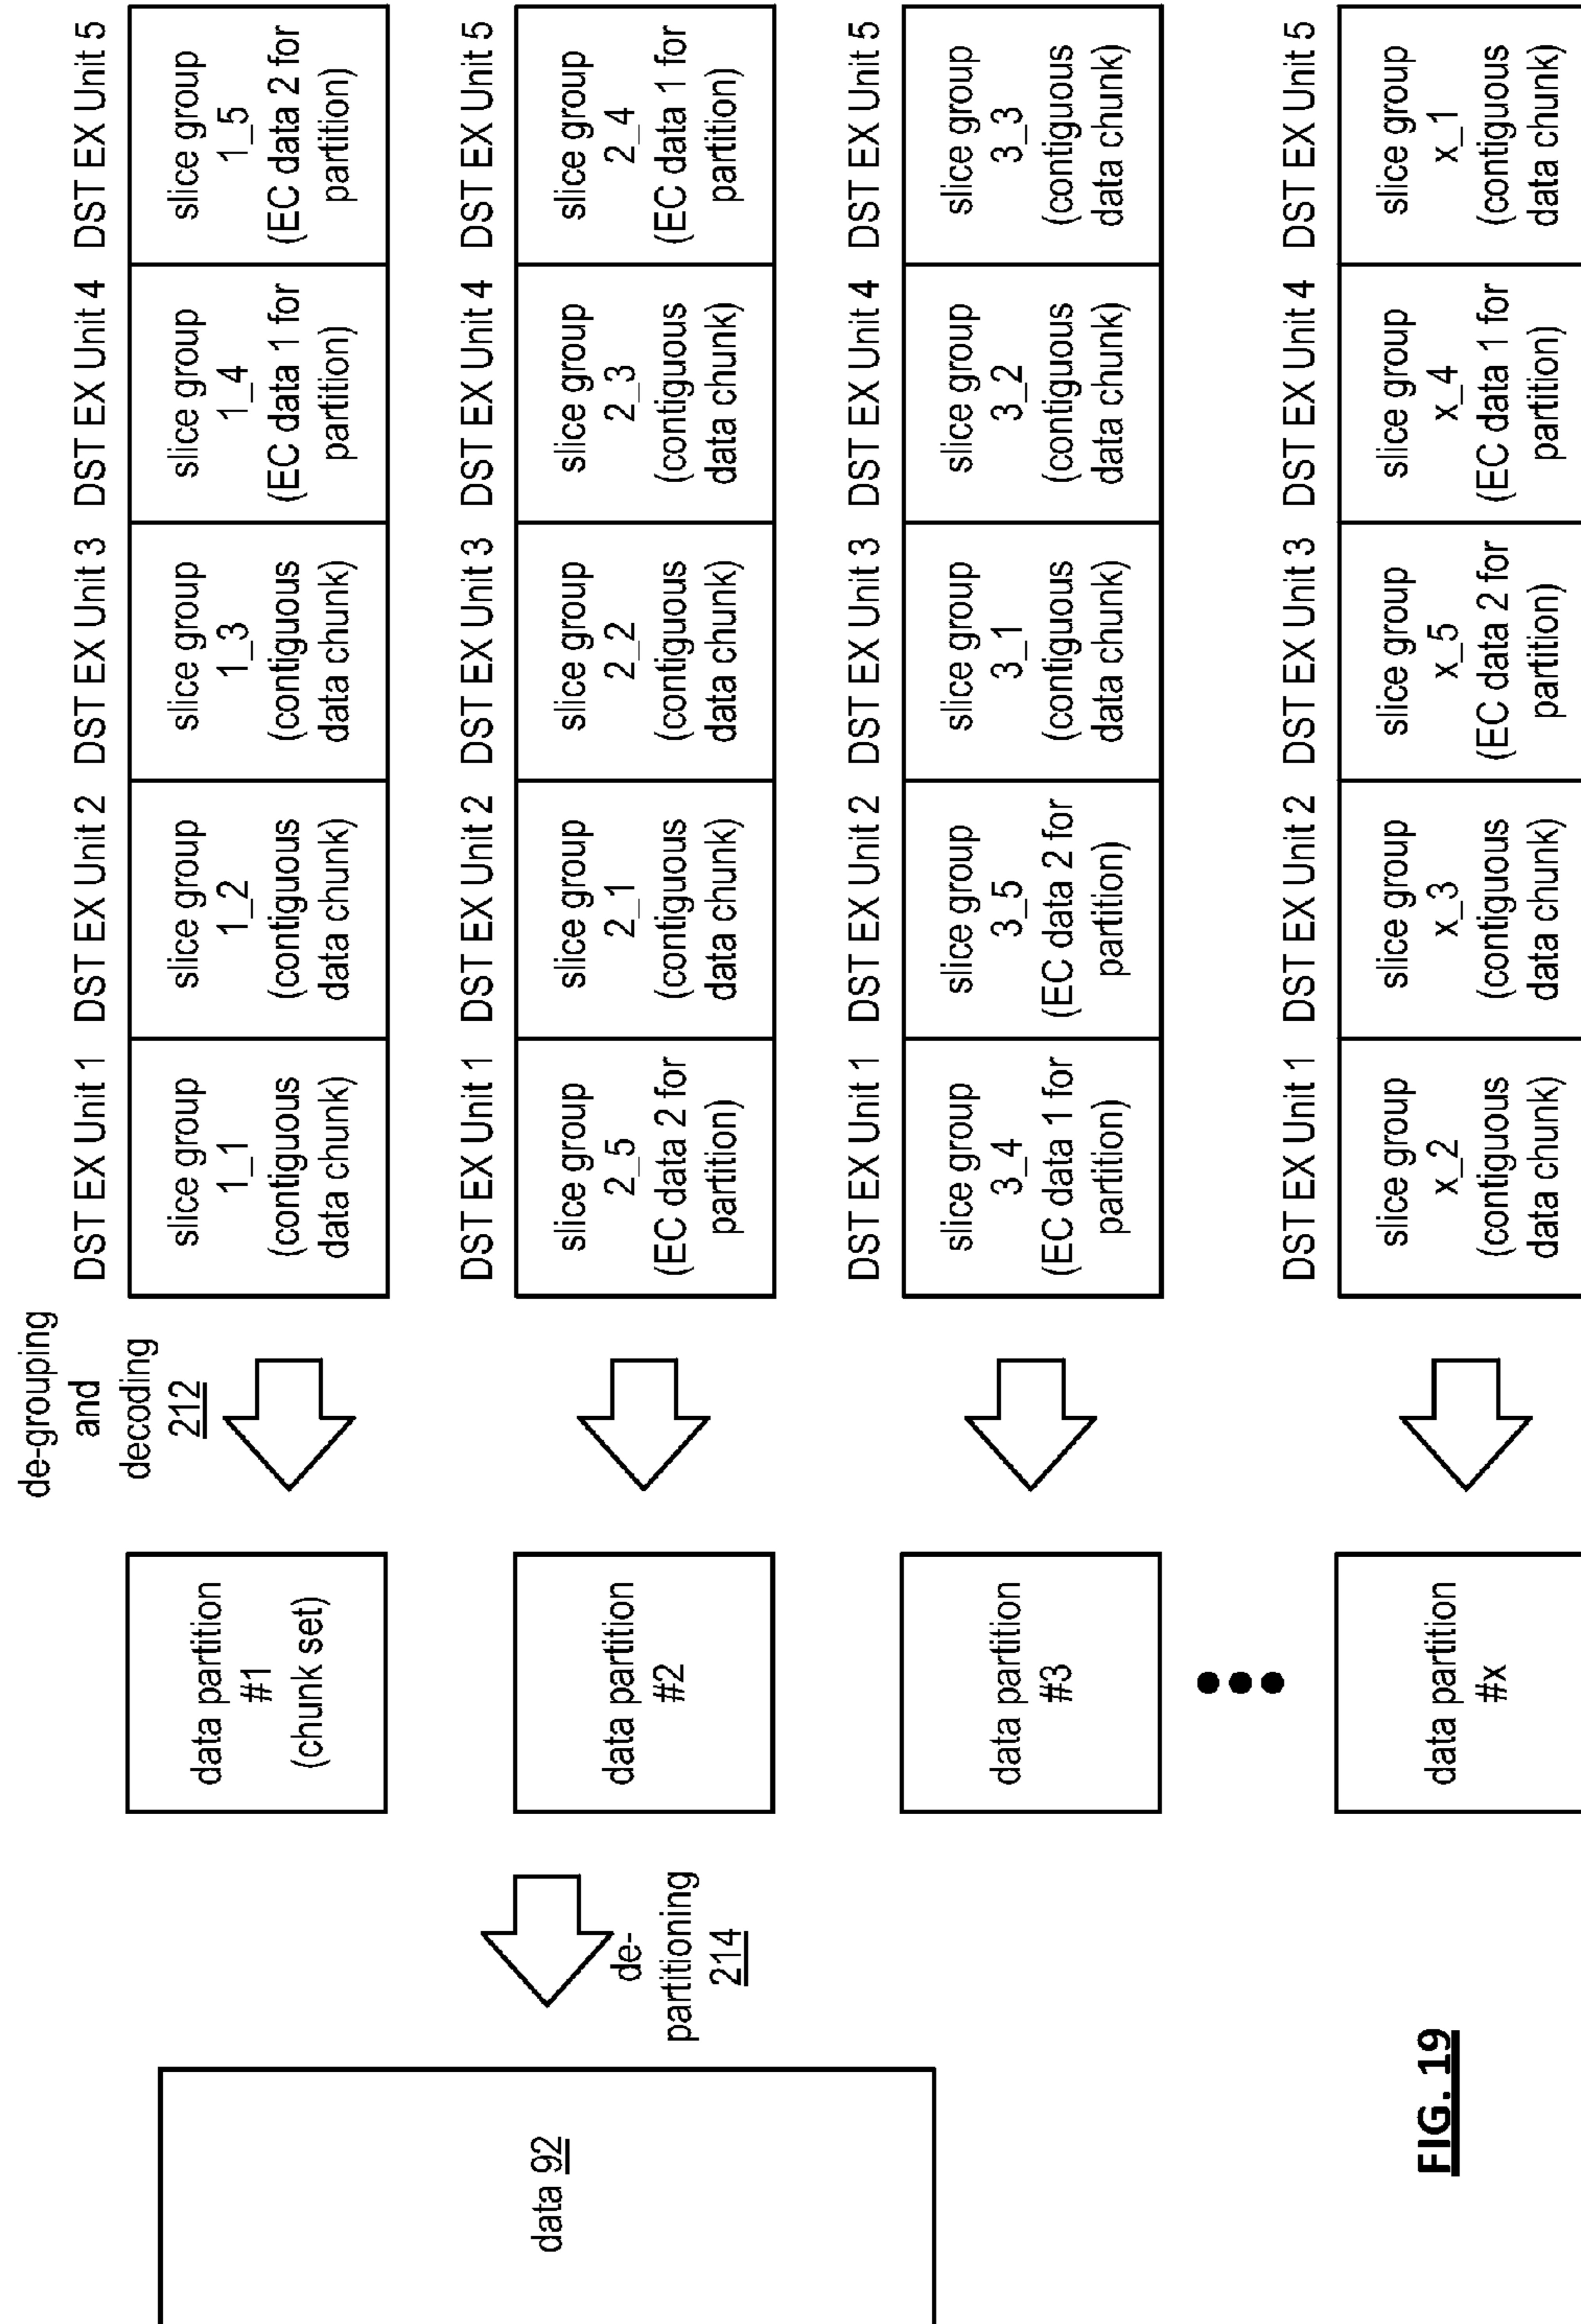 de-grouping
and
decoding
212
DST EX Unit 1 DST EX Unit 2 DST EX Unit 3 DST EX Unit 4 DST EX Unit 5
data partition
#1
(chunk set)
slice group
1_1
(contiguous
data chunk)
slice group
1_2
(contiguous
data chunk)
slice group
1_3
(contiguous
data chunk)
slice group
1_4
(EC data 1 for
partition)
slice group
1_5
(EC data 2 for
partition)
DST EX Unit 1 DST EX Unit 2 DST EX Unit 3 DST EX Unit 4 DST EX Unit 5
data 92
de-
partitioning
214
data partition
#2
slice group
2_5
(EC data 2 for
partition)
slice group
2_1
(contiguous
data chunk)
slice group
2_2
(contiguous
data chunk)
slice group
2_3
(contiguous
data chunk)
slice group
2_4
(EC data 1 for
partition)
DST EX Unit 1 DST EX Unit 2 DST EX Unit 3 DST EX Unit 4 DST EX Unit 5
data partition
#3
slice group
3_4
(EC data 1 for
partition)
slice group
3_5
(EC data 2 for
partition)
slice group
3_1
(contiguous
data chunk)
slice group
3_2
(contiguous
data chunk)
slice group
3_3
(contiguous
data chunk)
DST EX Unit 1 DST EX Unit 2 DST EX Unit 3 DST EX Unit 4 DST EX Unit 5
data partition
#x
slice group
x_2
(contiguous
data chunk)
slice group
x_3
(contiguous
data chunk)
slice group
x_5
(EC data 2 for
partition)
slice group
x_4
(EC data 1 for
partition)
slice group
x_1
(contiguous
data chunk)
FIG. 19